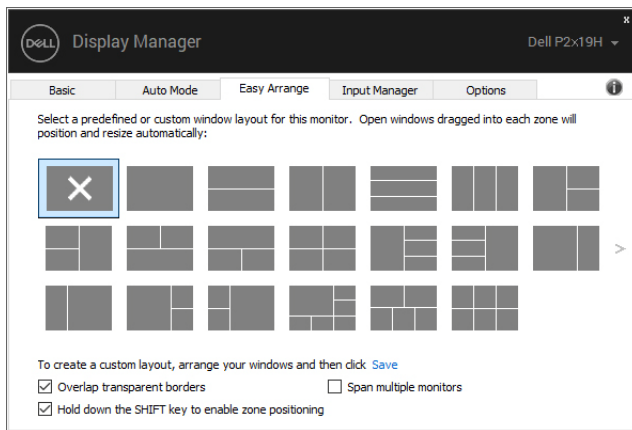 x
DELL Display Manager Dell P2x19H
Basic Auto Mode Easy Arrange Input Manager Options i
Select a predefined or custom window layout for this monitor. Open windows dragged into each zone will
position and resize automatically:
>
To create a custom layout, arrange your windows and then click Save
Overlap transparent borders Span multiple monitors
Hold down the SHIFT key to enable zone positioning